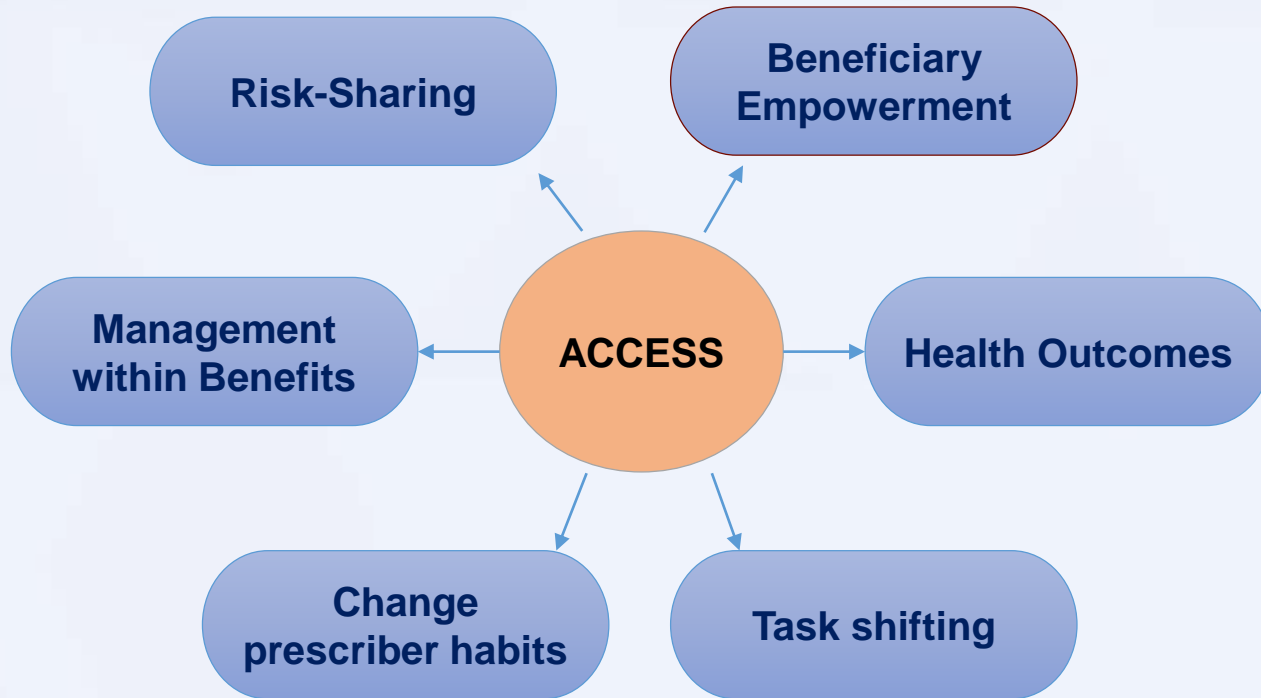 Risk-Sharing
Beneficiary
Empowerment
Management
within Benefits
ACCESS
Health Outcomes
Change
prescriber habits
Task shifting